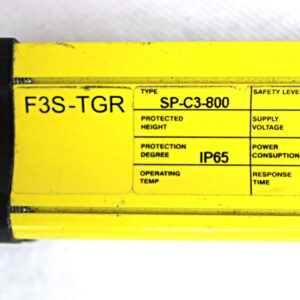 F3S-TGR
TYPE SP-C3-800 SAFETY LEVE
PROTECTED HEIGHT SUPPLY VOLTAGE
PROTECTION DEGREE IP65 POWER CONSUPTION
OPERATING TEMP RESPONSE TIME